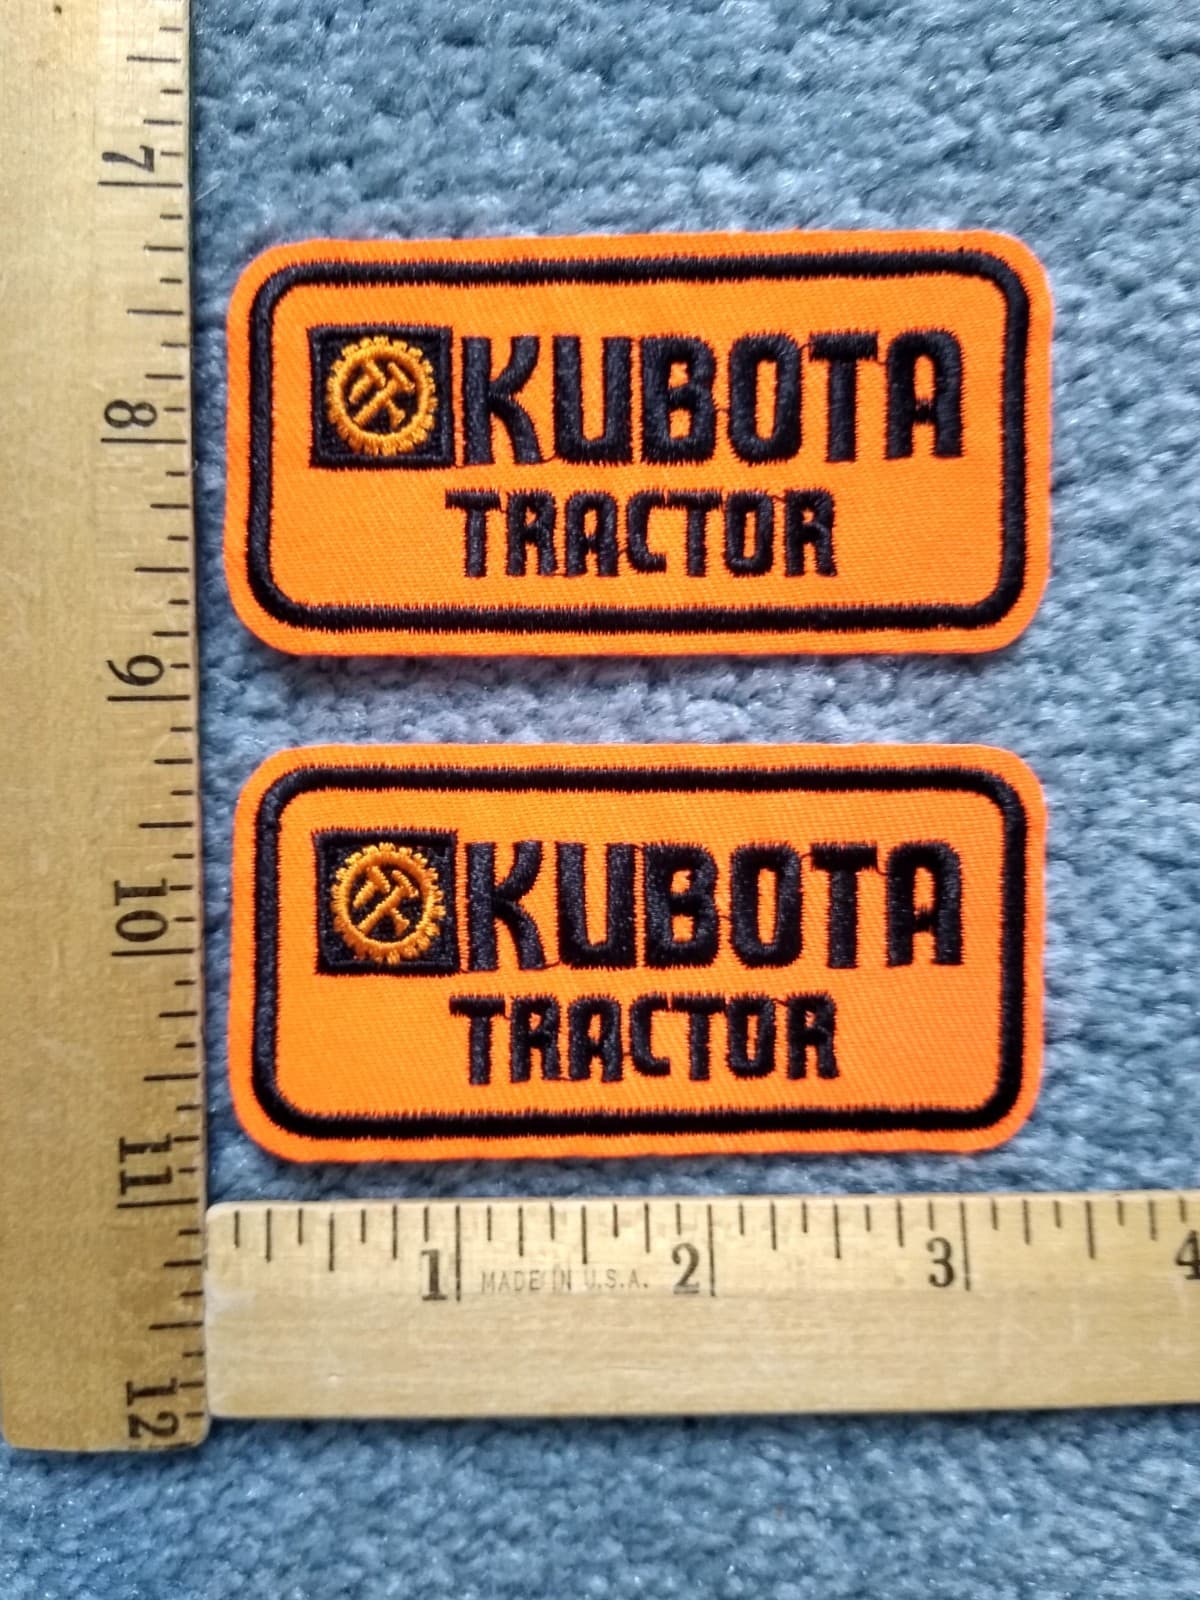 7
8
9
10
11
12
KUBOTA
TRACTOR
KUBOTA
TRACTOR
1 MADE IN U.S.A. 2 3 4